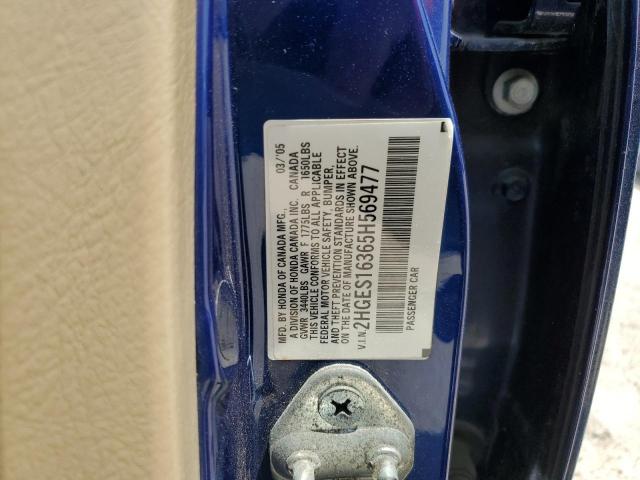 MFD. BY HONDA OF CANADA MFG. 03/'05
A DIVISION OF HONDA CANADA INC. CANADA
GVWR 3440LBS GAWR F 1775LBS R 1650LBS
THIS VEHICLE CONFORMS TO ALL APPLICABLE
FEDERAL MOTOR VEHICLE SAFETY, BUMPER,
AND THEFT PREVENTION STANDARDS IN EFFECT
ON THE DATE OF MANUFACTURE SHOWN ABOVE.
V.I.N. 2HGES16365H569477
PASSENGER CAR